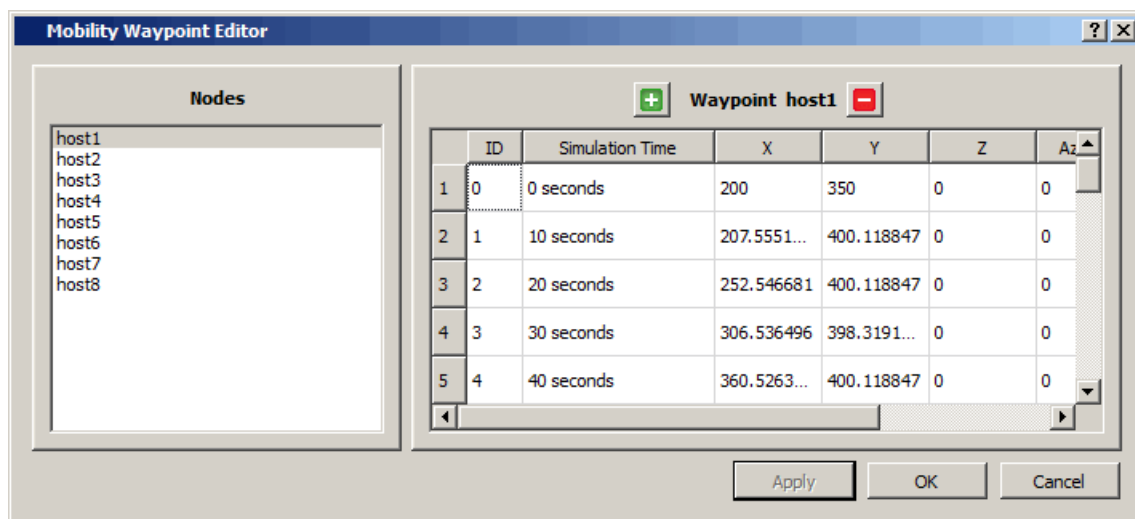 Mobility Waypoint Editor
Nodes
host1
host2
host3
host4
host5
host6
host7
host8
Waypoint host1
ID Simulation Time X Y Z Az
1 0 0 seconds 200 350 0 0
2 1 10 seconds 207.5551... 400.118847 0 0
3 2 20 seconds 252.546681 400.118847 0 0
4 3 30 seconds 306.536496 398.3191... 0 0
5 4 40 seconds 360.5263... 400.118847 0 0
Apply OK Cancel